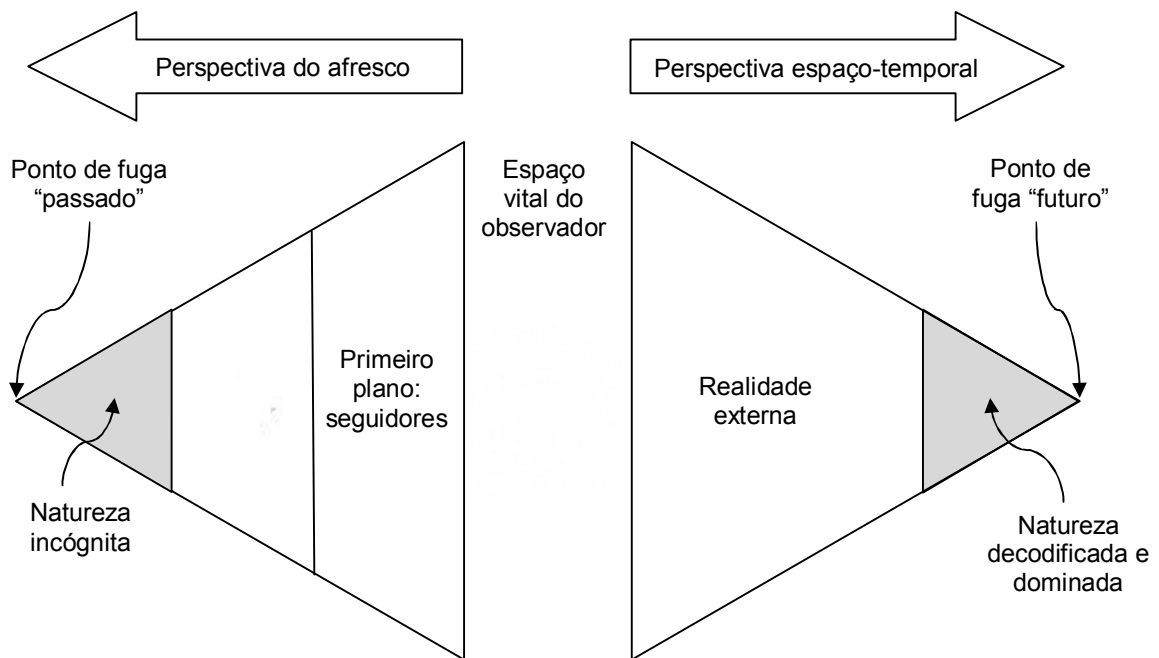 Perspectiva do afresco
Perspectiva espaço-temporal
Ponto de fuga
“passado”
Espaço
vital do
observador
Ponto de
fuga “futuro”
Primeiro
plano:
seguidores
Realidade
externa
Natureza
incógnita
Natureza
decodificada e
dominada